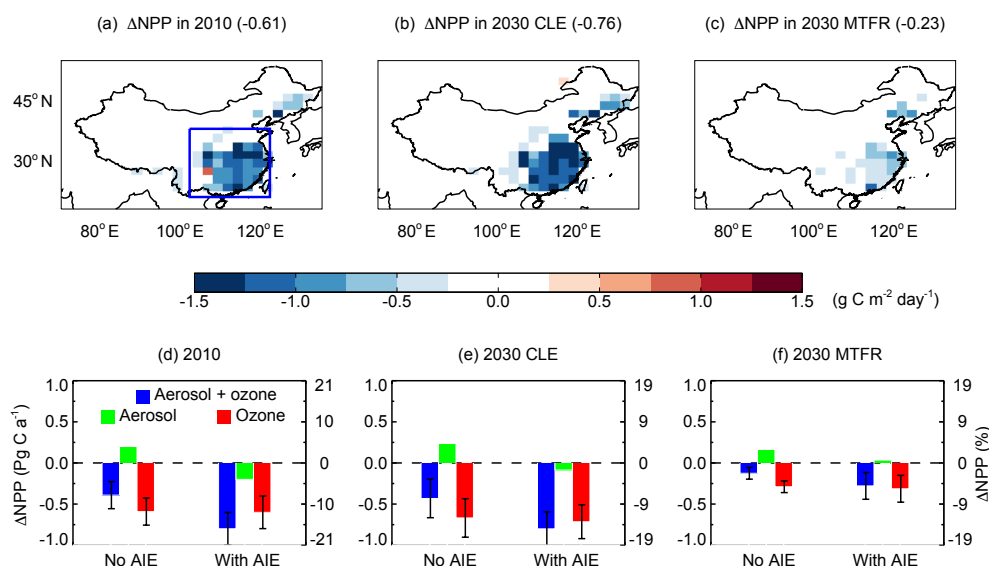 (a) ΔNPP in 2010 (-0.61)
(b) ΔNPP in 2030 CLE (-0.76)
(c) ΔNPP in 2030 MTFR (-0.23)
45° N
30° N
80° E 100° E 120° E
80° E 100° E 120° E
80° E 100° E 120° E
-1.5 -1.0 -0.5 0.0 0.5 1.0 1.5
(g C m⁻² day⁻¹)
(d) 2010
(e) 2030 CLE
(f) 2030 MTFR
ΔNPP (Pg C a⁻¹)
1.0
0.5
0.0
-0.5
-1.0
Aerosol + ozone
Aerosol
Ozone
21
10
0
-10
-21
No AIE
With AIE
1.0
0.5
0.0
-0.5
-1.0
19
9
0
-9
-19
No AIE
With AIE
1.0
0.5
0.0
-0.5
-1.0
19
9
0
-9
-19
ΔNPP (%)
No AIE
With AIE